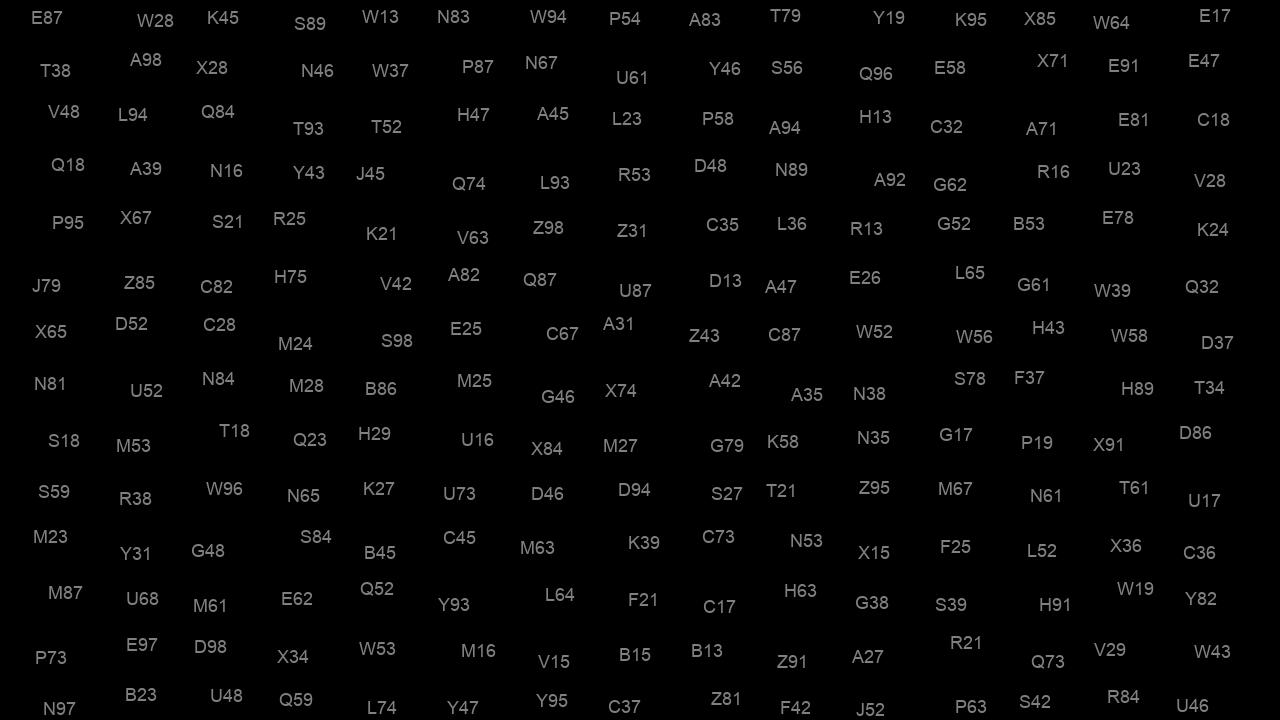 E87 W28 K45 S89 W13 N83 W94 P54 A83 T79 Y19 K95 X85 W64 E17
T38 A98 X28 N46 W37 P87 N67 U61 Y46 S56 Q96 E58 X71 E91 E47
V48 L94 Q84 T93 T52 H47 A45 L23 P58 A94 H13 C32 A71 E81 C18
Q18 A39 N16 Y43 J45 Q74 L93 R53 D48 N89 A92 G62 R16 U23 V28
P95 X67 S21 R25 K21 V63 Z98 Z31 C35 L36 R13 G52 B53 E78 K24
J79 Z85 C82 H75 V42 A82 Q87 U87 D13 A47 E26 L65 G61 W39 Q32
X65 D52 C28 M24 S98 E25 C67 A31 Z43 C87 W52 W56 H43 W58 D37
N81 U52 N84 M28 B86 M25 G46 X74 A42 A35 N38 S78 F37 H89 T34
S18 M53 T18 Q23 H29 U16 X84 M27 G79 K58 N35 G17 P19 X91 D86
S59 R38 W96 N65 K27 U73 D46 D94 S27 T21 Z95 M67 N61 T61 U17
M23 Y31 G48 S84 B45 C45 M63 K39 C73 N53 X15 F25 L52 X36 C36
M87 U68 M61 E62 Q52 Y93 L64 F21 C17 H63 G38 S39 H91 W19 Y82
P73 E97 D98 X34 W53 M16 V15 B15 B13 Z91 A27 R21 Q73 V29 W43
N97 B23 U48 Q59 L74 Y47 Y95 C37 Z81 F42 J52 P63 S42 R84 U46